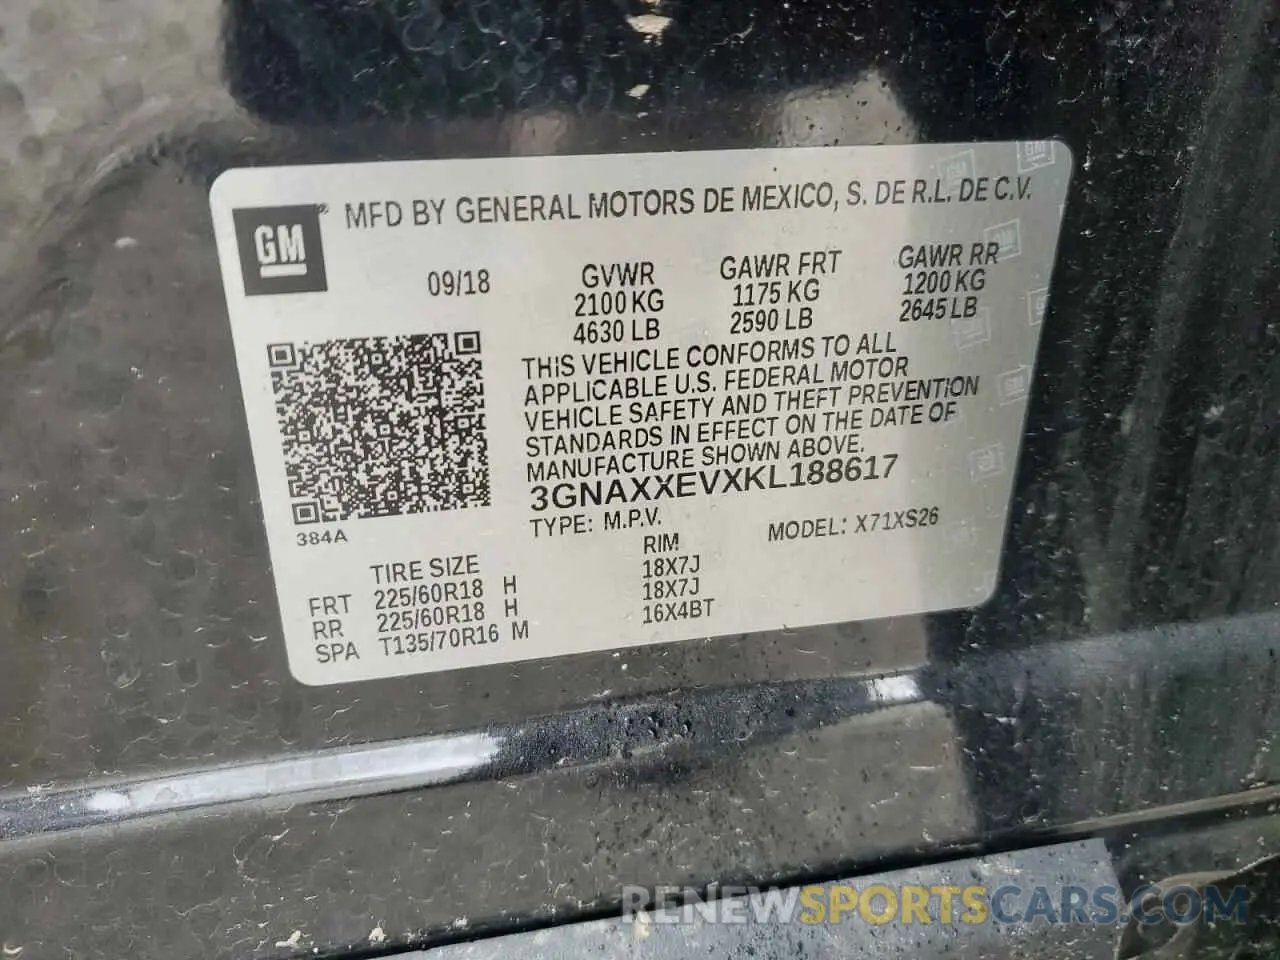 GM
MFD BY GENERAL MOTORS DE MEXICO, S. DE R.L. DE C.V.
09/18
GVWR
2100 KG
4630 LB
GAWR FRT
1175 KG
2590 LB
GAWR RR
1200 KG
2645 LB
THIS VEHICLE CONFORMS TO ALL
APPLICABLE U.S. FEDERAL MOTOR
VEHICLE SAFETY AND THEFT PREVENTION
STANDARDS IN EFFECT ON THE DATE OF
MANUFACTURE SHOWN ABOVE.
3GNAXXEVXKL188617
TYPE: M.P.V. MODEL: X71XS26
384A
TIRE SIZE RIM
FRT 225/60R18 H 18X7J
RR 225/60R18 H 18X7J
SPA T135/70R16 M 16X4BT
RENEWSPORTSCARS.COM